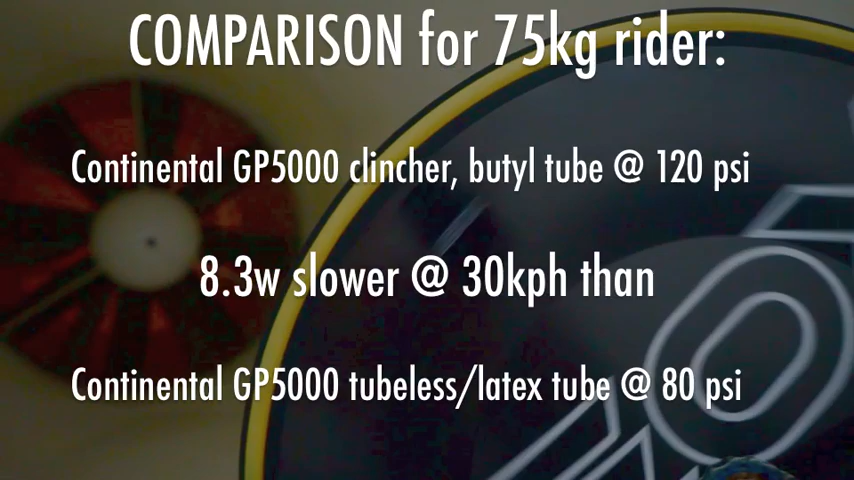 COMPARISON for 75kg rider:
Continental GP5000 clincher, butyl tube @ 120 psi
8.3w slower @ 30kph than
Continental GP5000 tubeless/latex tube @ 80 psi